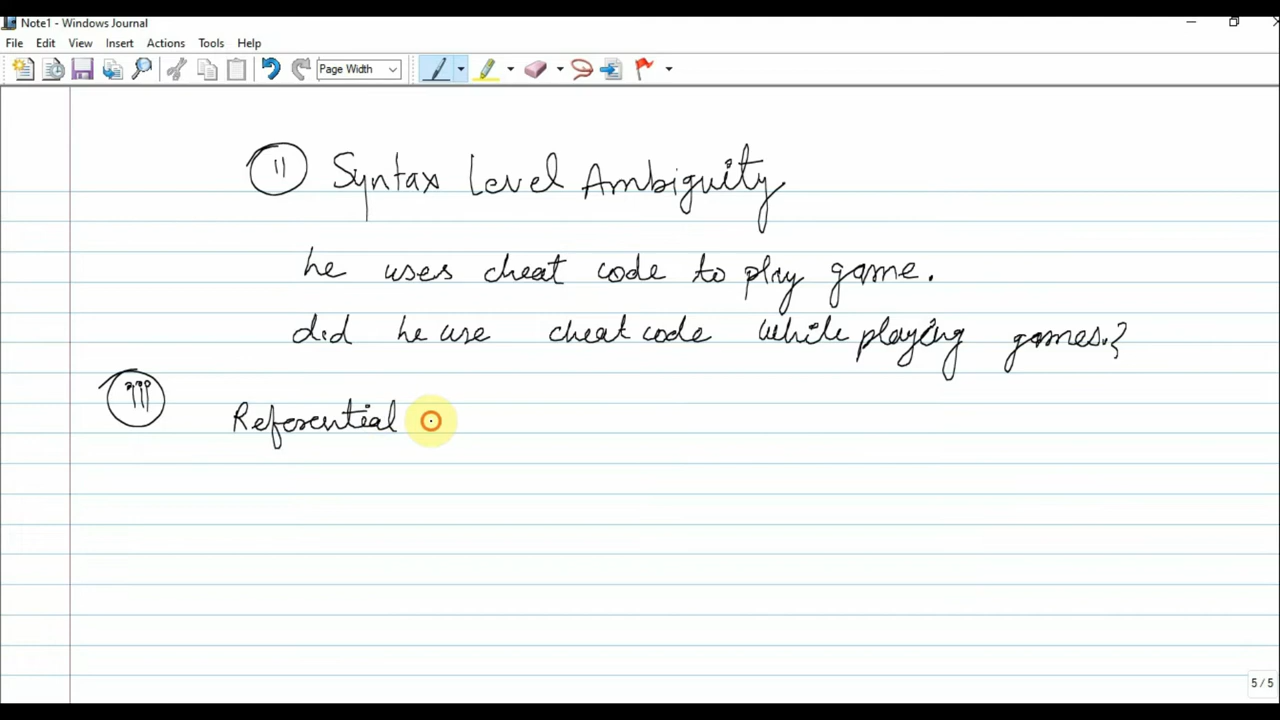 Note1 - Windows Journal
File Edit View Insert Actions Tools Help
Page Width
11 Syntax Level Ambiguity
he uses cheat code to play game.
did he use cheat code while playing games.?
iii Referential
5 / 5